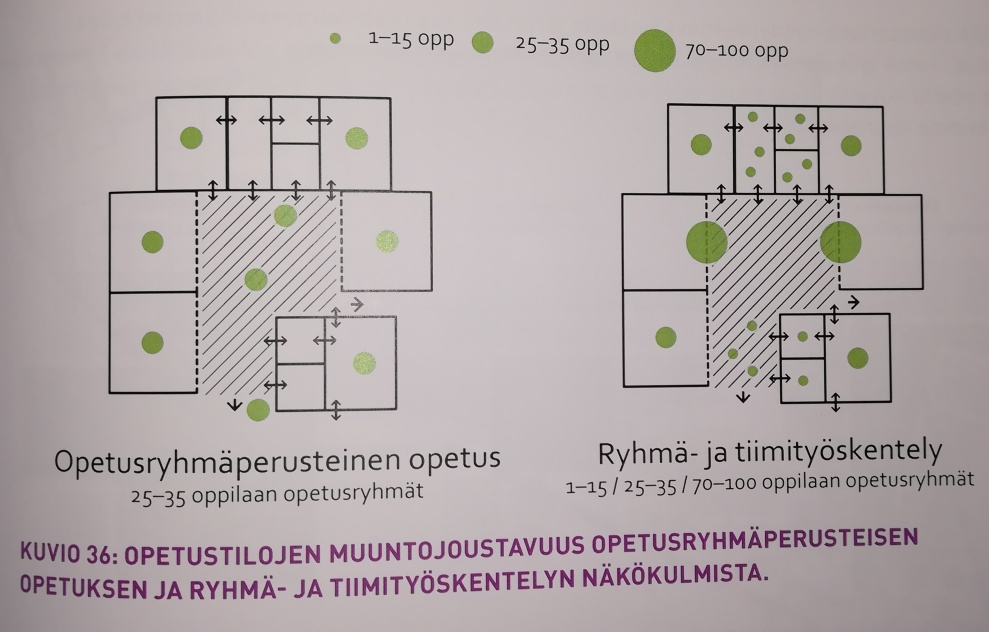 1–15 opp 25–35 opp 70–100 opp
Opetusryhmäperusteinen opetus
25–35 oppilaan opetusryhmät
Ryhmä- ja tiimityöskentely
1–15 / 25–35 / 70–100 oppilaan opetusryhmät
KUVIO 36: OPETUSTILOJEN MUUNTOJOUSTAVUUS OPETUSRYHMÄPERUSTEISEN
OPETUKSEN JA RYHMÄ- JA TIIMITYÖSKENTELYN NÄKÖKULMISTA.